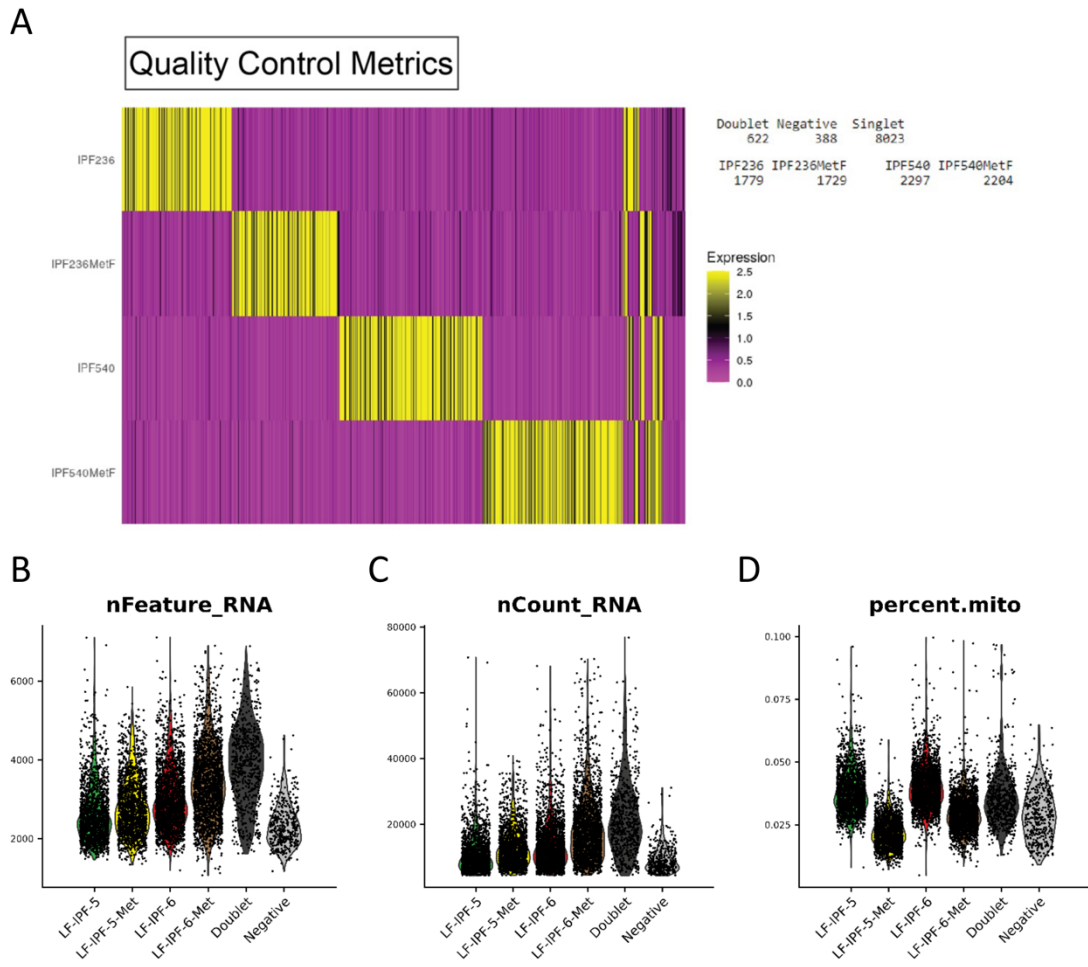 A
Quality Control Metrics
IPF236
IPF236MetF
IPF540
IPF540MetF
Doublet Negative Singlet
622 388 8023
IPF236 IPF236MetF IPF540 IPF540MetF
1779 1729 2297 2204
Expression
2.5
2.0
1.5
1.0
0.5
0.0
B
nFeature_RNA
6000
4000
2000
LF-IPF-5
LF-IPF-5-Met
LF-IPF-6
LF-IPF-6-Met
Doublet
Negative
C
nCount_RNA
80000
60000
40000
20000
LF-IPF-5
LF-IPF-5-Met
LF-IPF-6
LF-IPF-6-Met
Doublet
Negative
D
percent.mito
0.100
0.075
0.050
0.025
LF-IPF-5
LF-IPF-5-Met
LF-IPF-6
LF-IPF-6-Met
Doublet
Negative